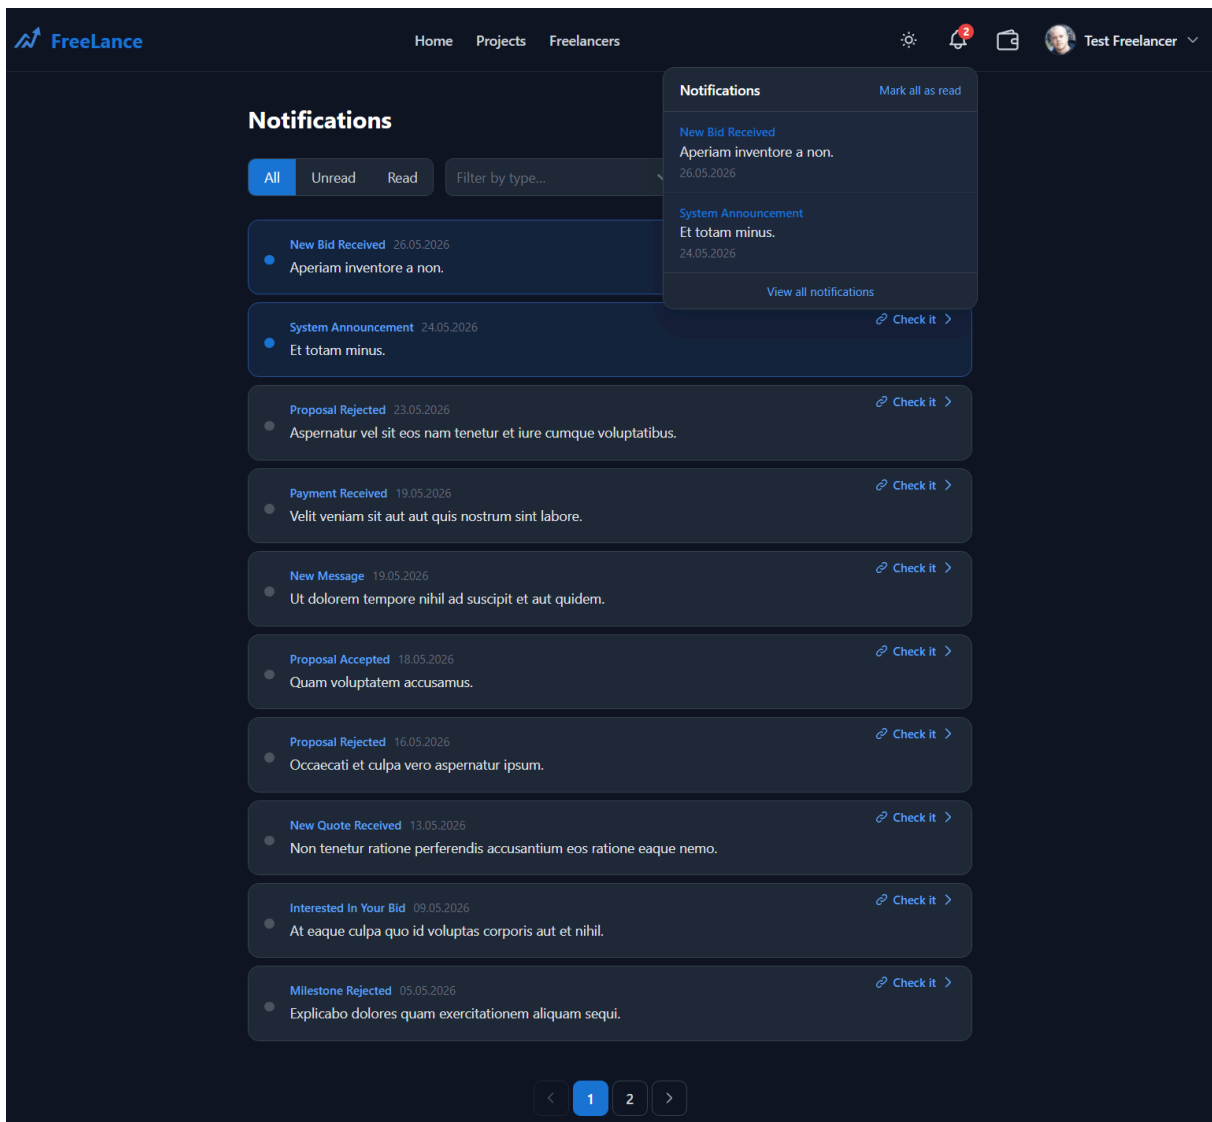 FreeLance
Home Projects Freelancers
2
Test Freelancer
Notifications
Mark all as read
New Bid Received
Aperiam inventore a non.
26.05.2026
System Announcement
Et totam minus.
24.05.2026
View all notifications
Notifications
All Unread Read Filter by type...
New Bid Received 26.05.2026
Aperiam inventore a non.
System Announcement 24.05.2026
Check it
Et totam minus.
Proposal Rejected 23.05.2026
Check it
Aspernatur vel sit eos nam tenetur et iure cumque voluptatibus.
Payment Received 19.05.2026
Check it
Velit veniam sit aut aut quis nostrum sint labore.
New Message 19.05.2026
Check it
Ut dolorem tempore nihil ad suscipit et aut quidem.
Proposal Accepted 18.05.2026
Check it
Quam voluptatem accusamus.
Proposal Rejected 16.05.2026
Check it
Occaecati et culpa vero aspernatur ipsum.
New Quote Received 13.05.2026
Check it
Non tenetur ratione perferendis accusantium eos ratione eaque nemo.
Interested In Your Bid 09.05.2026
Check it
At eaque culpa quo id voluptas corporis aut et nihil.
Milestone Rejected 05.05.2026
Check it
Explicabo dolores quam exercitationem aliquam sequi.
1 2